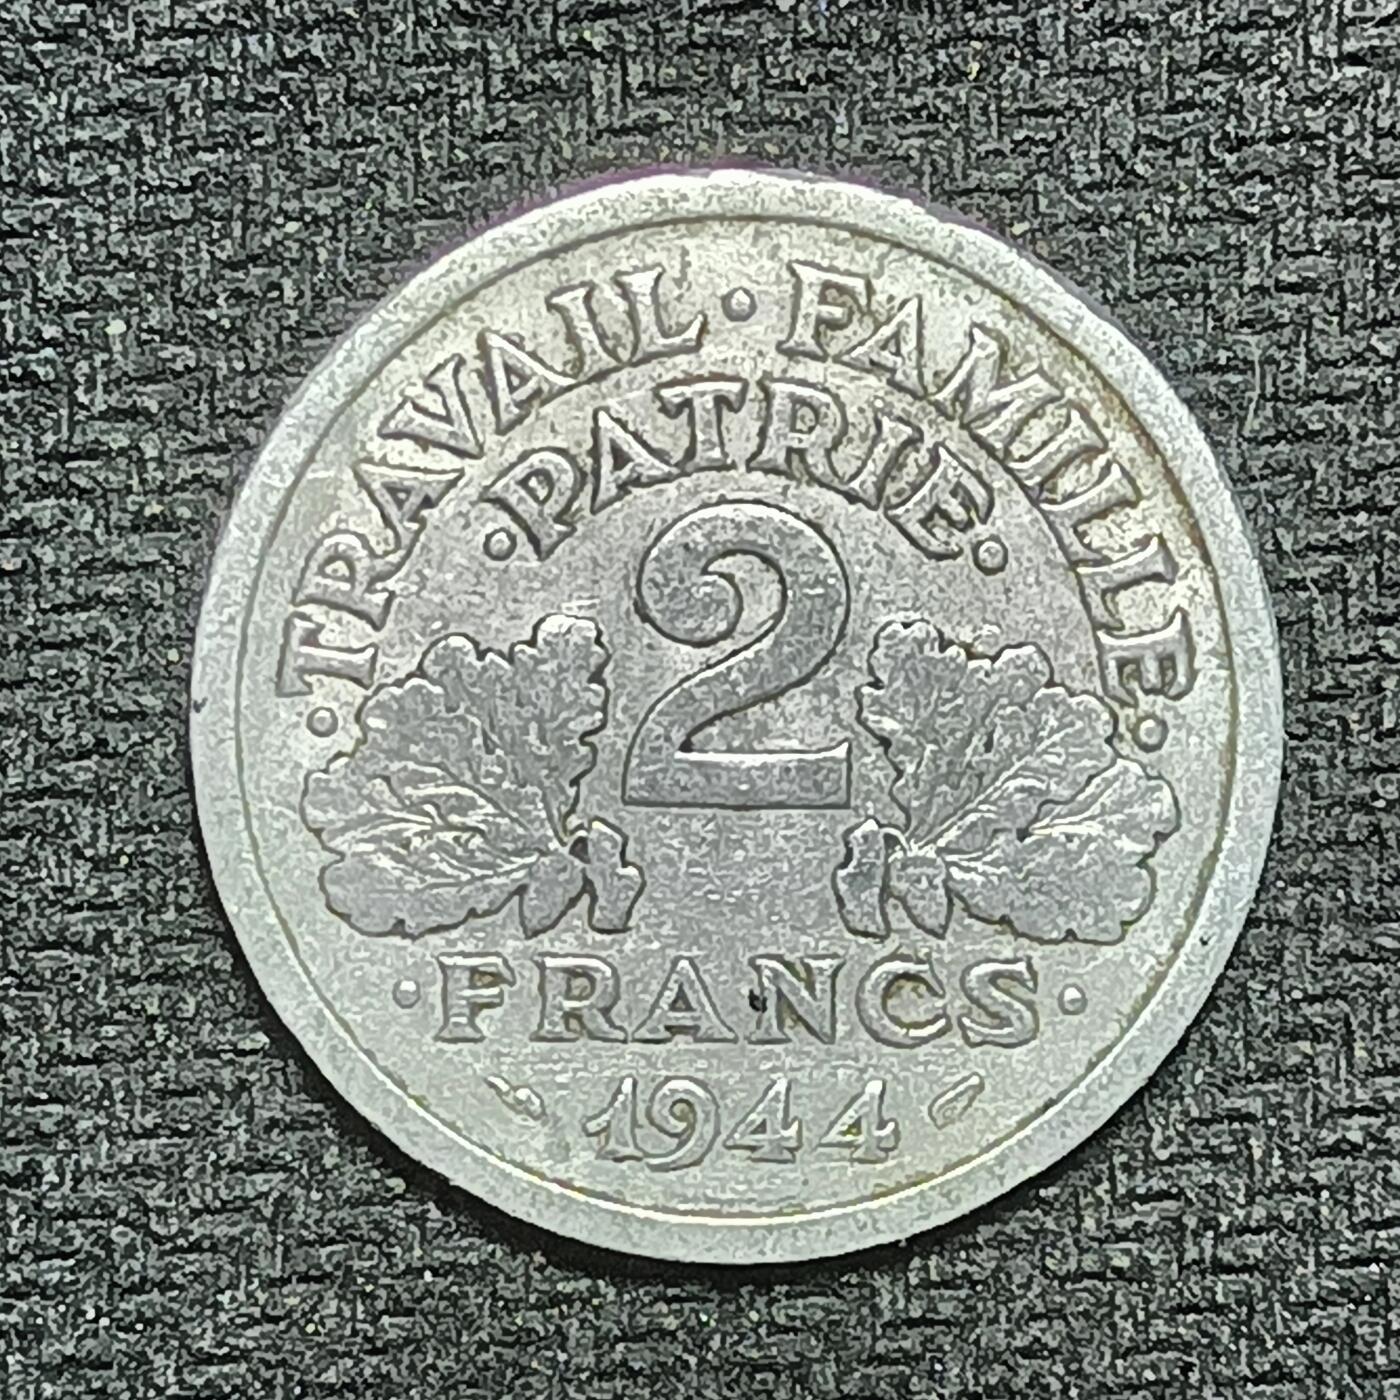 · TRAVAIL · FAMILLE ·
· PATRIE ·
2
· FRANCS ·
1944